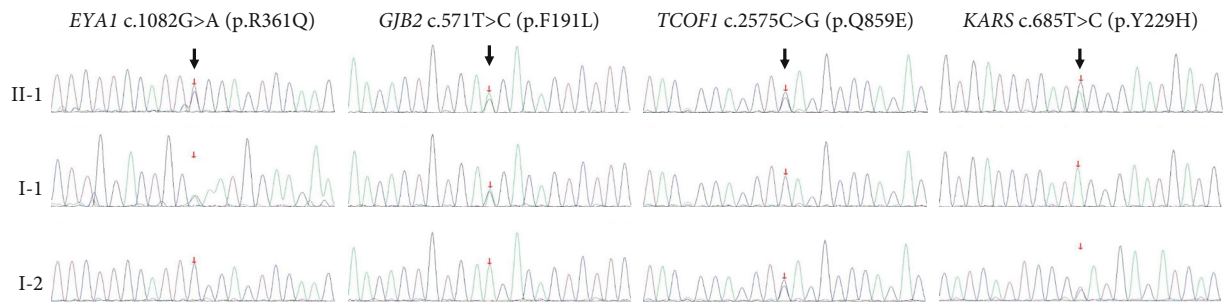 EYA1 c.1082G>A (p.R361Q) GJB2 c.571T>C (p.F191L) TCOF1 c.2575C>G (p.Q859E) KARS c.685T>C (p.Y229H)
II-1
I-1
I-2